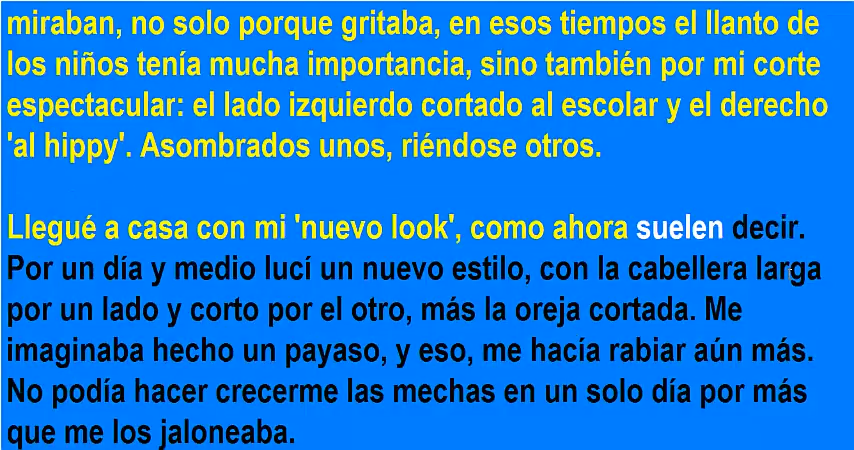 miraban, no solo porque gritaba, en esos tiempos el llanto de
los niños tenía mucha importancia, sino también por mi corte
espectacular: el lado izquierdo cortado al escolar y el derecho
'al hippy'. Asombrados unos, riéndose otros.
Llegué a casa con mi 'nuevo look', como ahora suelen decir.
Por un día y medio lucí un nuevo estilo, con la cabellera larga
por un lado y corto por el otro, más la oreja cortada. Me
imaginaba hecho un payaso, y eso, me hacía rabiar aún más.
No podía hacer crecerme las mechas en un solo día por más
que me los jaloneaba.